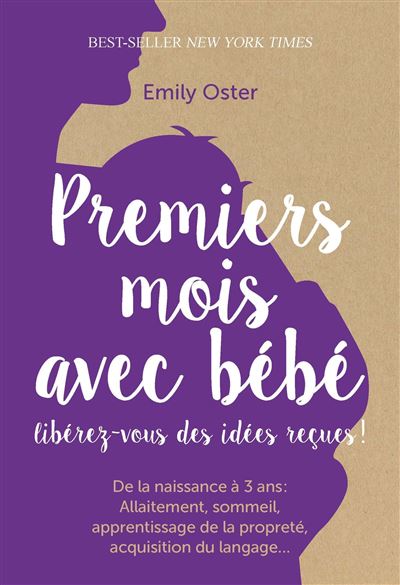 BEST-SELLER NEW YORK TIMES
Emily Oster
Premiers
mois
avec bébé
libérez-vous des idées reçues !
De la naissance à 3 ans :
Allaitement, sommeil,
apprentissage de la propreté,
acquisition du langage...